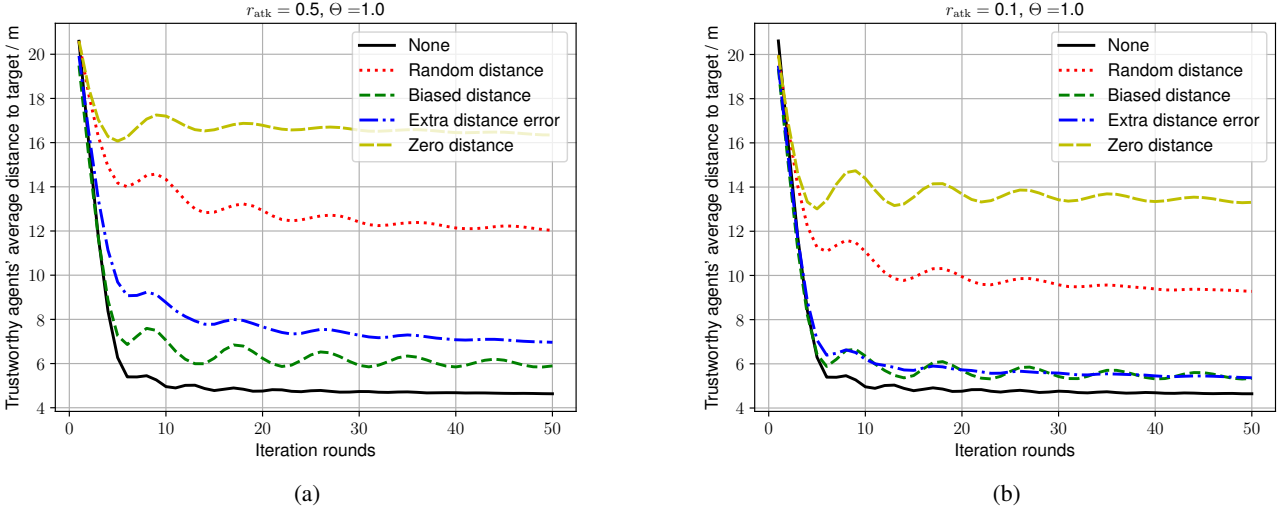 r_atk = 0.5, Θ =1.0
Trustworthy agents' average distance to target / m
20
18
16
14
12
10
8
6
4
None
Random distance
Biased distance
Extra distance error
Zero distance
0 10 20 30 40 50
Iteration rounds
(a)
r_atk = 0.1, Θ =1.0
Trustworthy agents' average distance to target / m
20
18
16
14
12
10
8
6
4
None
Random distance
Biased distance
Extra distance error
Zero distance
0 10 20 30 40 50
Iteration rounds
(b)